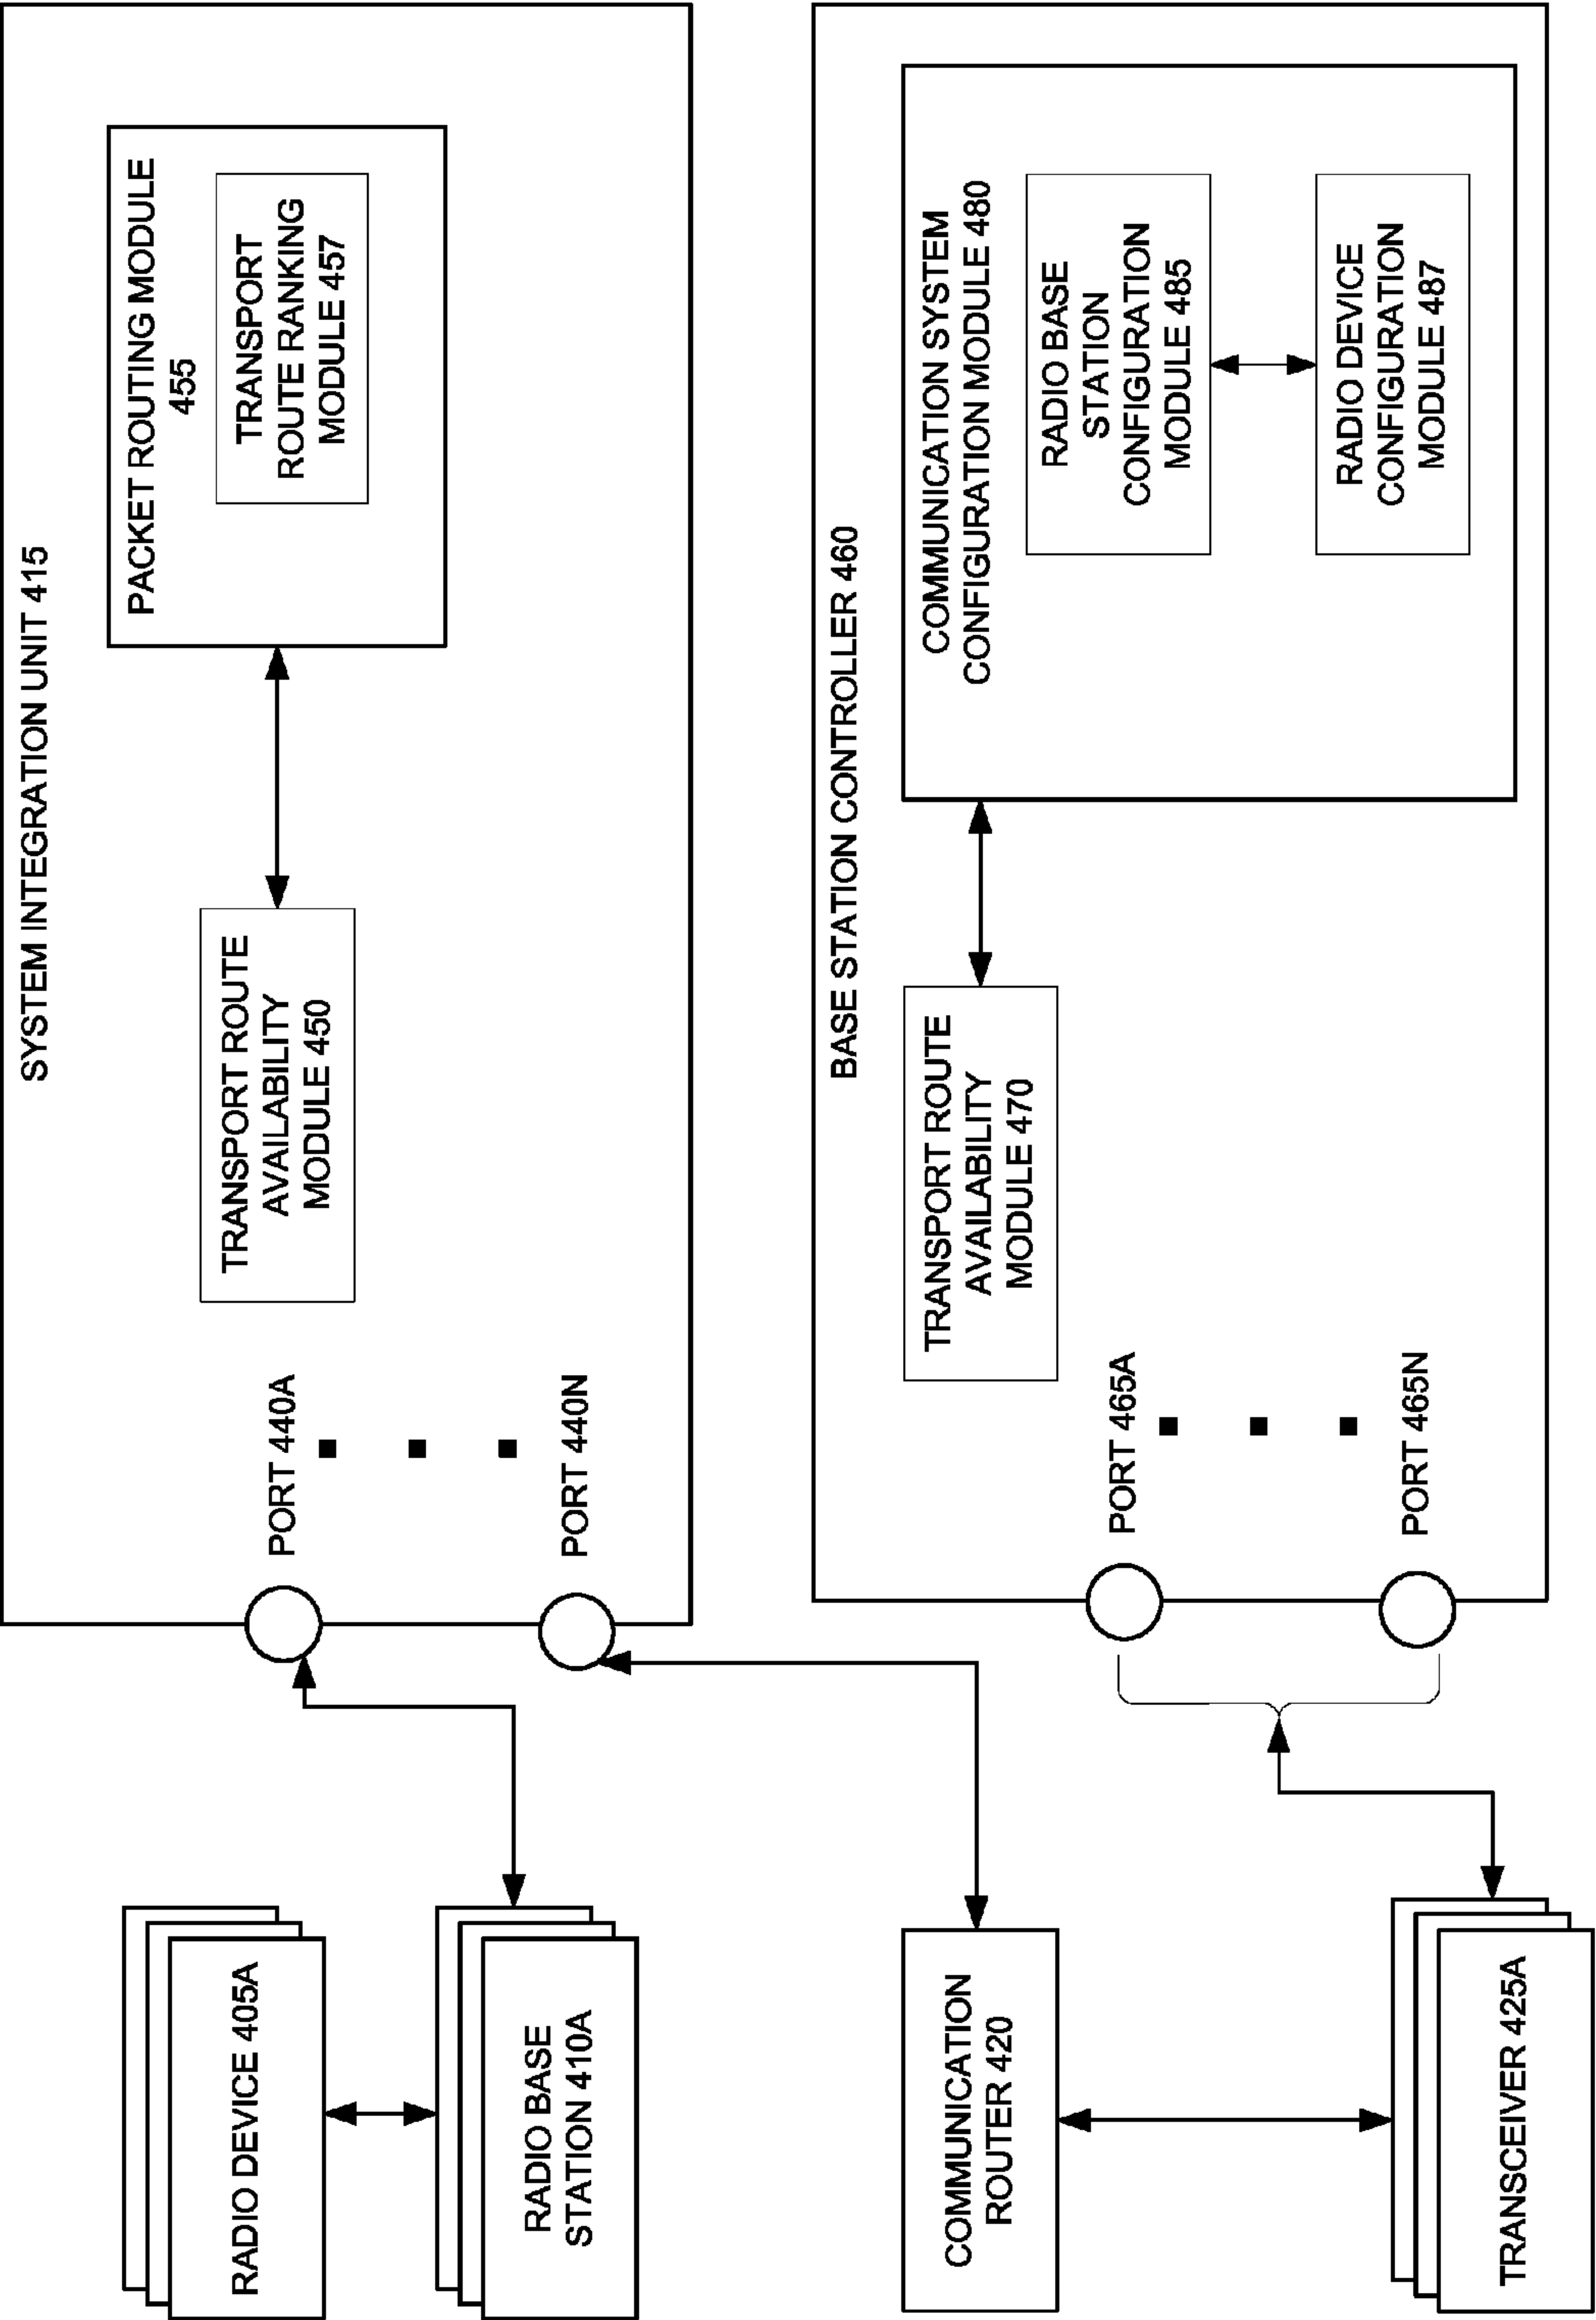 SYSTEM INTEGRATION UNIT 415
PACKET ROUTING MODULE
455
TRANSPORT
ROUTE RANKING
MODULE 457
TRANSPORT ROUTE
AVAILABILITY
MODULE 450
PORT 440A
PORT 440N
RADIO DEVICE 405A
RADIO BASE
STATION 410A
BASE STATION CONTROLLER 460
COMMUNICATION SYSTEM
CONFIGURATION MODULE 480
RADIO BASE
STATION
CONFIGURATION
MODULE 485
RADIO DEVICE
CONFIGURATION
MODULE 487
TRANSPORT ROUTE
AVAILABILITY
MODULE 470
PORT 465A
PORT 465N
COMMUNICATION
ROUTER 420
TRANSCEIVER 425A